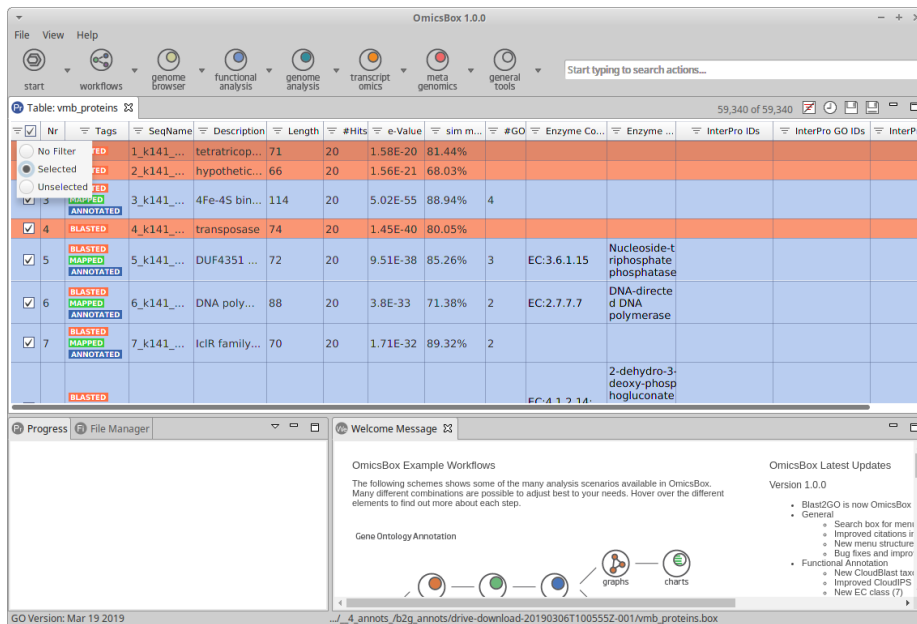 OmicsBox 1.0.0
File View Help
start
workflows
genome browser
functional analysis
genome analysis
transcript omics
meta genomics
general tools
Start typing to search actions...
Table: vmb_proteins
59,340 of 59,340
Nr Tags SeqName Description Length #Hits e-Value sim m... #GO Enzyme Co... Enzyme ... InterPro IDs InterPro GO IDs InterP
No Filter
Selected
Unselected
1_k141_... tetratricop... 71 20 1.58E-20 81.44%
2_k141_... hypothetic... 66 20 1.56E-21 68.03%
3 MAPPED ANNOTATED 3_k141_... 4Fe-4S bin... 114 20 5.02E-55 88.94% 4
4 BLASTED 4_k141_... transposase 74 20 1.45E-40 80.05%
5 BLASTED MAPPED ANNOTATED 5_k141_... DUF4351 ... 72 20 9.51E-38 85.26% 3 EC:3.6.1.15 Nucleoside-t
riphosphate
phosphatase
6 BLASTED MAPPED ANNOTATED 6_k141_... DNA poly... 88 20 3.8E-33 71.38% 2 EC:2.7.7.7 DNA-directe
d DNA
polymerase
7 BLASTED MAPPED ANNOTATED 7_k141_... IclR family... 70 20 1.71E-32 89.32% 2
BLASTED EC:4.1.2.14; 2-dehydro-3-
deoxy-phosp
hogluconate
Progress File Manager
Welcome Message
OmicsBox Example Workflows
The following schemes shows some of the many analysis scenarios available in OmicsBox.
Many different combinations are possible to adjust best to your needs. Hover over the different
elements to find out more about each step.
Gene Ontology Annotation
graphs
charts
OmicsBox Latest Updates
Version 1.0.0
Blast2GO is now OmicsBox
General
Search box for menu
Improved citations in
New menu structure
Bug fixes and impro
Functional Annotation
New CloudBlast taxo
Improved CloudIPS
New EC class (7)
GO Version: Mar 19 2019
.../_4_annots_/b2g_annots/drive-download-20190306T100555Z-001/vmb_proteins.box